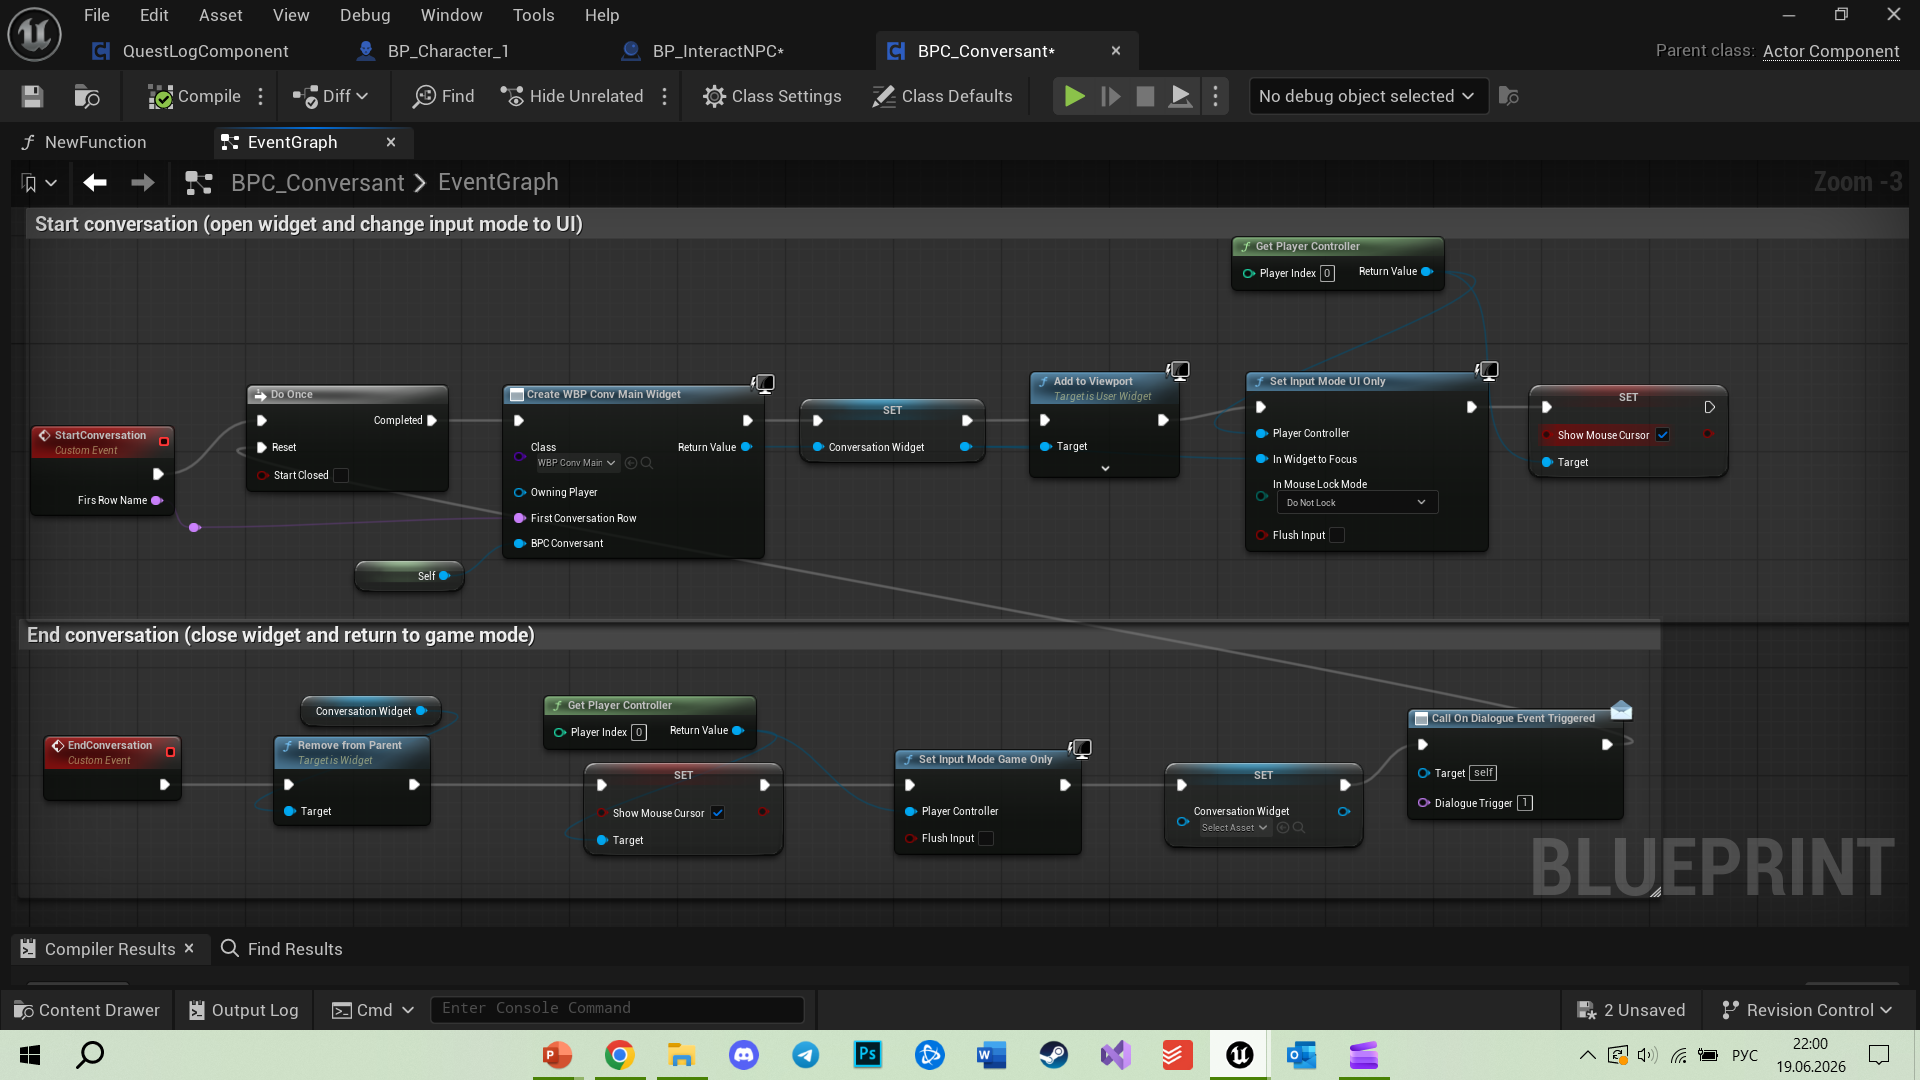 File Edit Asset View Debug Window Tools Help
QuestLogComponent BP_Character_1 BP_InteractNPC* BPC_Conversant* Parent class: Actor Component
Compile Diff Find Hide Unrelated Class Settings Class Defaults No debug object selected
NewFunction EventGraph
BPC_Conversant EventGraph Zoom -3
Start conversation (open widget and change input mode to UI)
Get Player Controller
Player Index 0 Return Value
StartConversation
Custom Event
Firs Row Name
Do Once
Completed
Reset
Start Closed
Create WBP Conv Main Widget
Class Return Value
WBP Conv Main
Owning Player
First Conversation Row
BPC Conversant
Self
SET
Conversation Widget
Add to Viewport
Target is User Widget
Target
Set Input Mode UI Only
Player Controller
In Widget to Focus
In Mouse Lock Mode
Do Not Lock
Flush Input
SET
Show Mouse Cursor
Target
End conversation (close widget and return to game mode)
EndConversation
Custom Event
Conversation Widget
Remove from Parent
Target is Widget
Target
Get Player Controller
Player Index 0 Return Value
SET
Show Mouse Cursor
Target
Set Input Mode Game Only
Player Controller
Flush Input
SET
Conversation Widget
Select Asset
Call On Dialogue Event Triggered
Target self
Dialogue Trigger 1
BLUEPRINT
Compiler Results Find Results
Content Drawer Output Log Cmd Enter Console Command 2 Unsaved Revision Control
РУС 22:00
19.06.2026